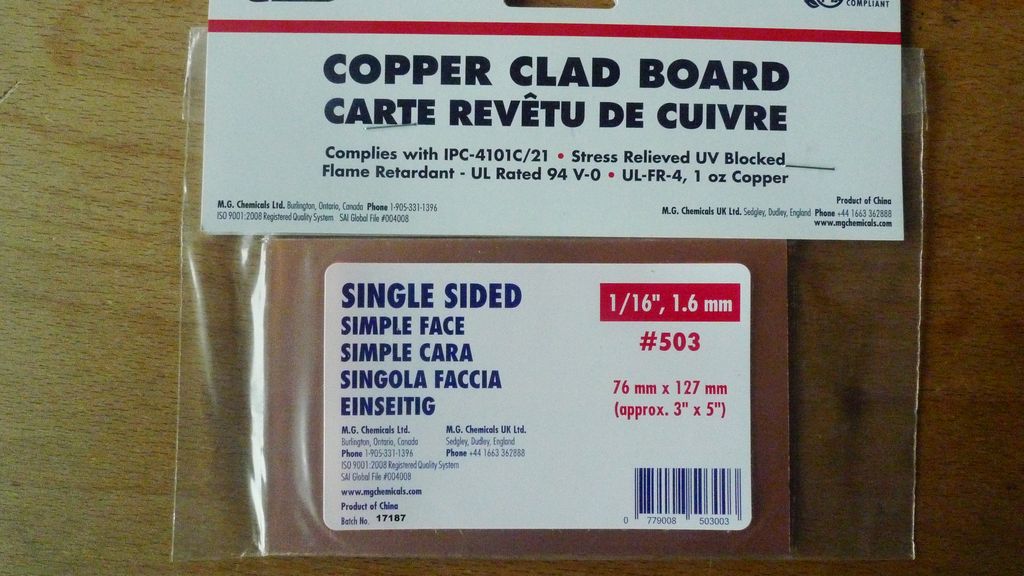 COMPLIANT
COPPER CLAD BOARD
CARTE REVÊTU DE CUIVRE
Complies with IPC-4101C/21 • Stress Relieved UV Blocked
Flame Retardant - UL Rated 94 V-0 • UL-FR-4, 1 oz Copper
M.G. Chemicals Ltd. Burlington, Ontario, Canada Phone 1-905-331-1396
ISO 9001:2008 Registered Quality System SAI Global File #004008
Product of China
M.G. Chemicals UK Ltd. Sedgley, Dudley, England Phone +44 1663 362888
www.mgchemicals.com
SINGLE SIDED
SIMPLE FACE
SIMPLE CARA
SINGOLA FACCIA
EINSEITIG
1/16", 1.6 mm
#503
76 mm x 127 mm
(approx. 3" x 5")
M.G. Chemicals Ltd.
Burlington, Ontario, Canada
Phone 1-905-331-1396
M.G. Chemicals UK Ltd.
Sedgley, Dudley, England
Phone +44 1663 362888
ISO 9001:2008 Registered Quality System
SAI Global File #004008
www.mgchemicals.com
Product of China
Batch No. 17187
0 779008 503003